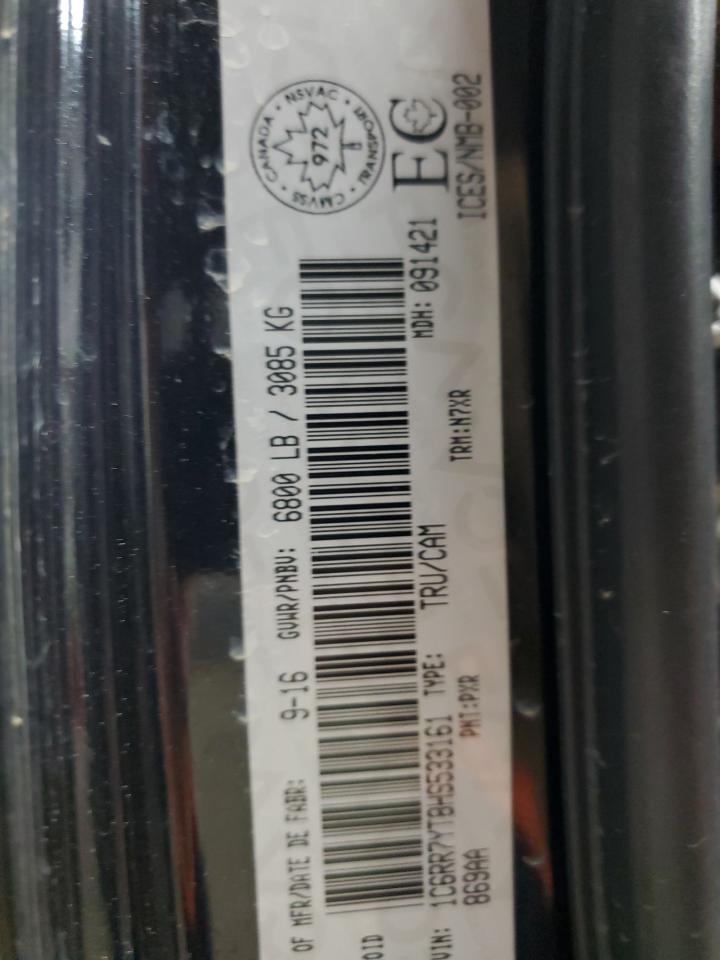 OF MFR/DATE DE FABR: 9-16 GVWR/PNBV: 6800 LB / 3085 KG
OID
VIN: 1C6RR7YT8HS533161 TYPE: TRU/CAM MDH: 091421
869AA PNT:PXR TRM:N7XR ICES/NMB-002
CANADA • NSVAC • TRANSPORT • CMVSS •
972
EC